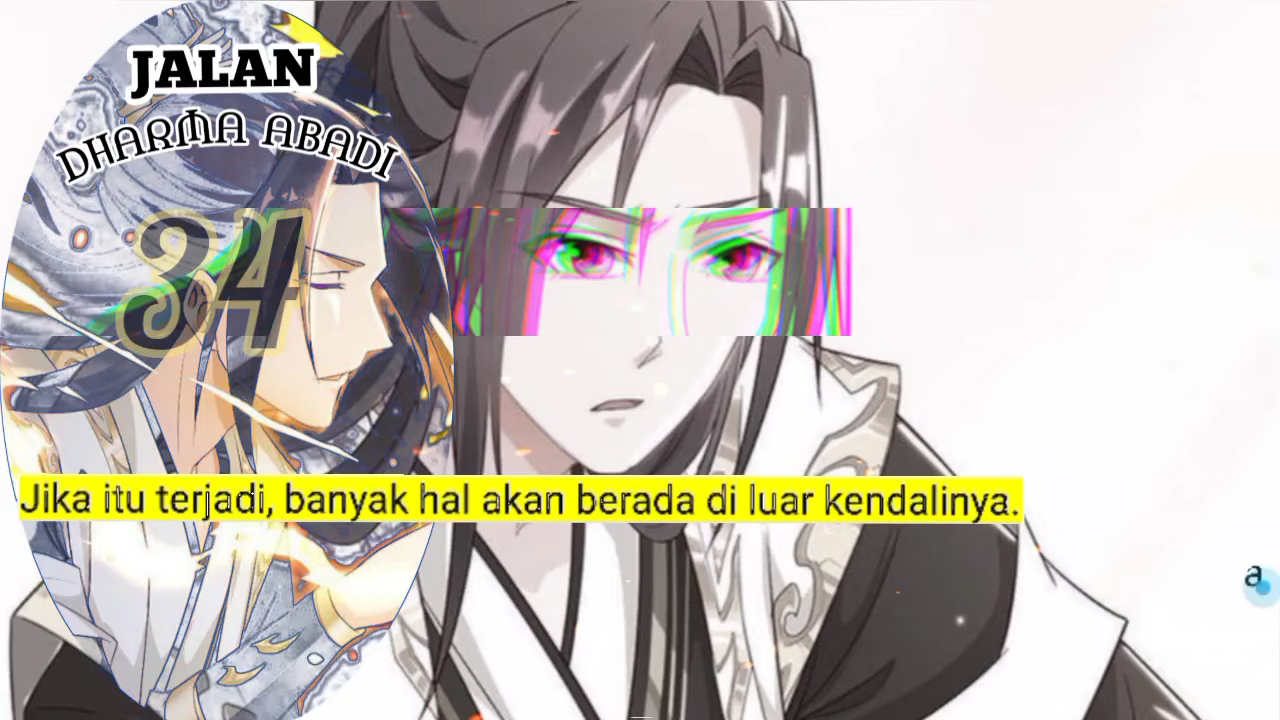 JALAN
DHARMA ABADI
34
Jika itu terjadi, banyak hal akan berada di luar kendalinya.
a